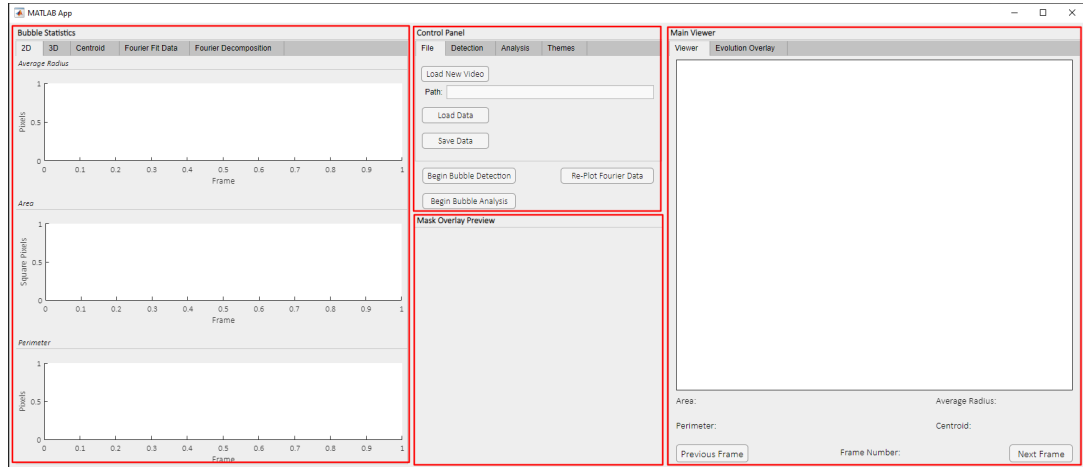 MATLAB App
Bubble Statistics
2D 3D Centroid Fourier Fit Data Fourier Decomposition
Average Radius
1
0.5
0
Pixels
0 0.1 0.2 0.3 0.4 0.5 0.6 0.7 0.8 0.9 1
Frame
Area
1
0.5
0
Square Pixels
0 0.1 0.2 0.3 0.4 0.5 0.6 0.7 0.8 0.9 1
Frame
Perimeter
1
0.5
0
Pixels
0 0.1 0.2 0.3 0.4 0.5 0.6 0.7 0.8 0.9 1
Frame
Control Panel
File Detection Analysis Themes
Load New Video
Path:
Load Data
Save Data
Begin Bubble Detection Re-Plot Fourier Data
Begin Bubble Analysis
Mask Overlay Preview
Main Viewer
Viewer Evolution Overlay
Area: Average Radius:
Perimeter: Centroid:
Previous Frame Frame Number: Next Frame